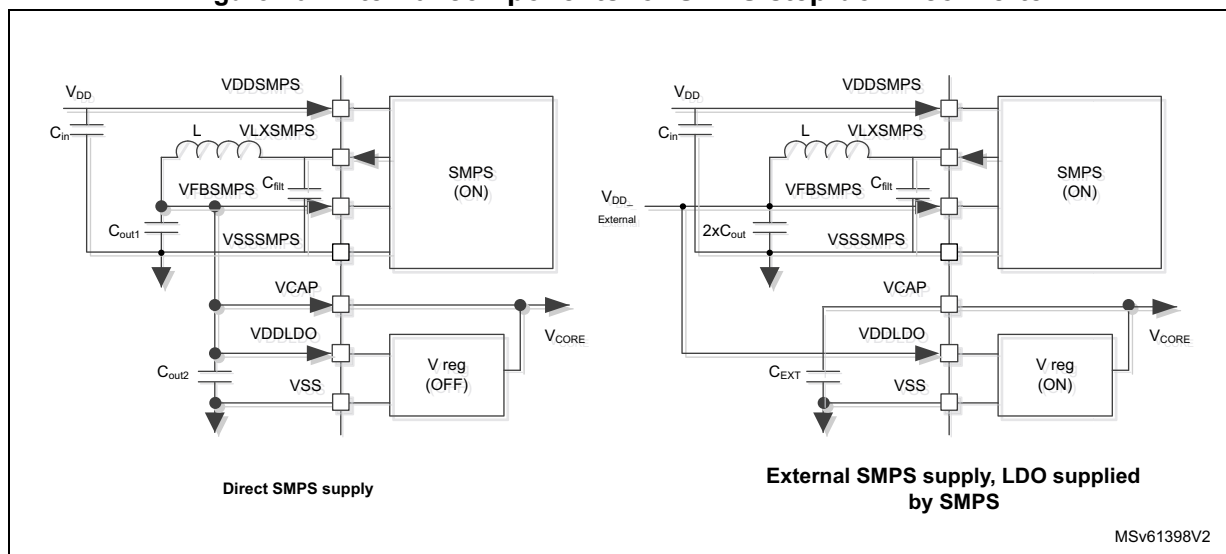 VDD
VDDSMPS
Cin
L
VLXSMPS
Cfilt
VFBSMPS
SMPS
(ON)
Cout1
VSSSMPS
VCAP
VCORE
VDDLDO
Cout2
V reg
(OFF)
VSS
Direct SMPS supply
VDD
VDDSMPS
Cin
L
VLXSMPS
Cfilt
VFBSMPS
SMPS
(ON)
VDD_
External
2xCout
VSSSMPS
VCAP
VCORE
VDDLDO
CEXT
V reg
(ON)
VSS
External SMPS supply, LDO supplied
by SMPS
MSv61398V2